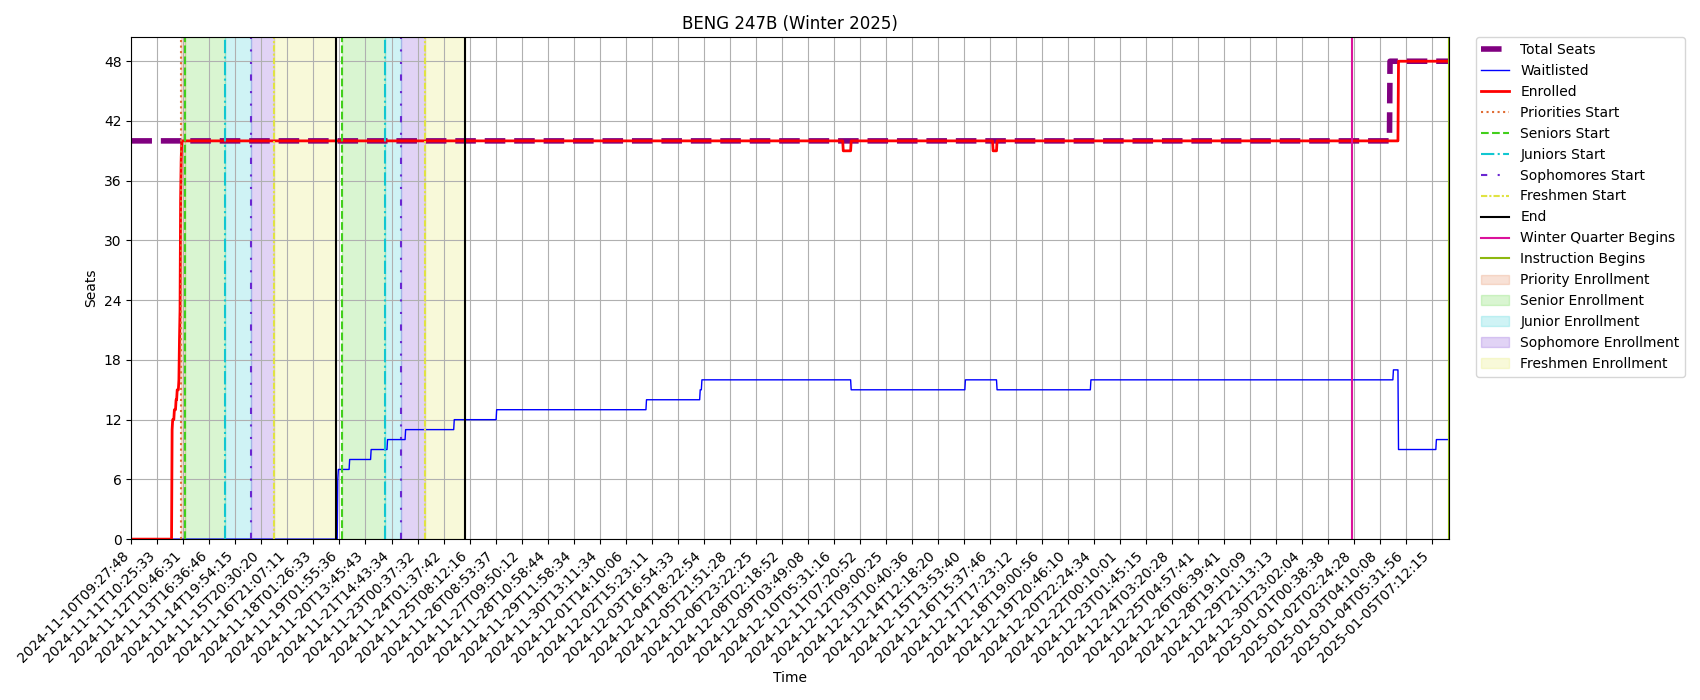 BENG 247B (Winter 2025)
Seats
48
42
36
30
24
18
12
6
0
2024-11-10T09:27:48
2024-11-11T10:25:33
2024-11-12T10:46:31
2024-11-13T16:36:46
2024-11-14T19:54:15
2024-11-15T20:30:20
2024-11-16T21:07:11
2024-11-18T01:26:33
2024-11-19T01:55:36
2024-11-20T13:45:43
2024-11-21T14:43:34
2024-11-23T00:37:32
2024-11-24T01:37:42
2024-11-25T08:12:16
2024-11-26T08:53:37
2024-11-27T09:50:12
2024-11-28T10:58:44
2024-11-29T11:58:34
2024-11-30T13:11:34
2024-12-01T14:10:06
2024-12-02T15:23:11
2024-12-03T16:54:33
2024-12-04T18:22:54
2024-12-05T21:51:28
2024-12-06T23:22:25
2024-12-08T02:18:52
2024-12-09T03:49:08
2024-12-10T05:31:16
2024-12-11T07:20:52
2024-12-12T09:00:25
2024-12-13T10:40:36
2024-12-14T12:18:20
2024-12-15T13:53:40
2024-12-16T15:37:46
2024-12-17T17:23:12
2024-12-18T19:00:56
2024-12-19T20:46:10
2024-12-20T22:24:34
2024-12-22T00:10:01
2024-12-23T01:45:15
2024-12-24T03:20:28
2024-12-25T04:57:41
2024-12-26T06:39:41
2024-12-28T19:10:09
2024-12-29T21:13:13
2024-12-30T23:02:04
2025-01-01T00:38:38
2025-01-02T02:24:28
2025-01-03T04:10:08
2025-01-04T05:31:56
2025-01-05T07:12:15
Time
Total Seats
Waitlisted
Enrolled
Priorities Start
Seniors Start
Juniors Start
Sophomores Start
Freshmen Start
End
Winter Quarter Begins
Instruction Begins
Priority Enrollment
Senior Enrollment
Junior Enrollment
Sophomore Enrollment
Freshmen Enrollment